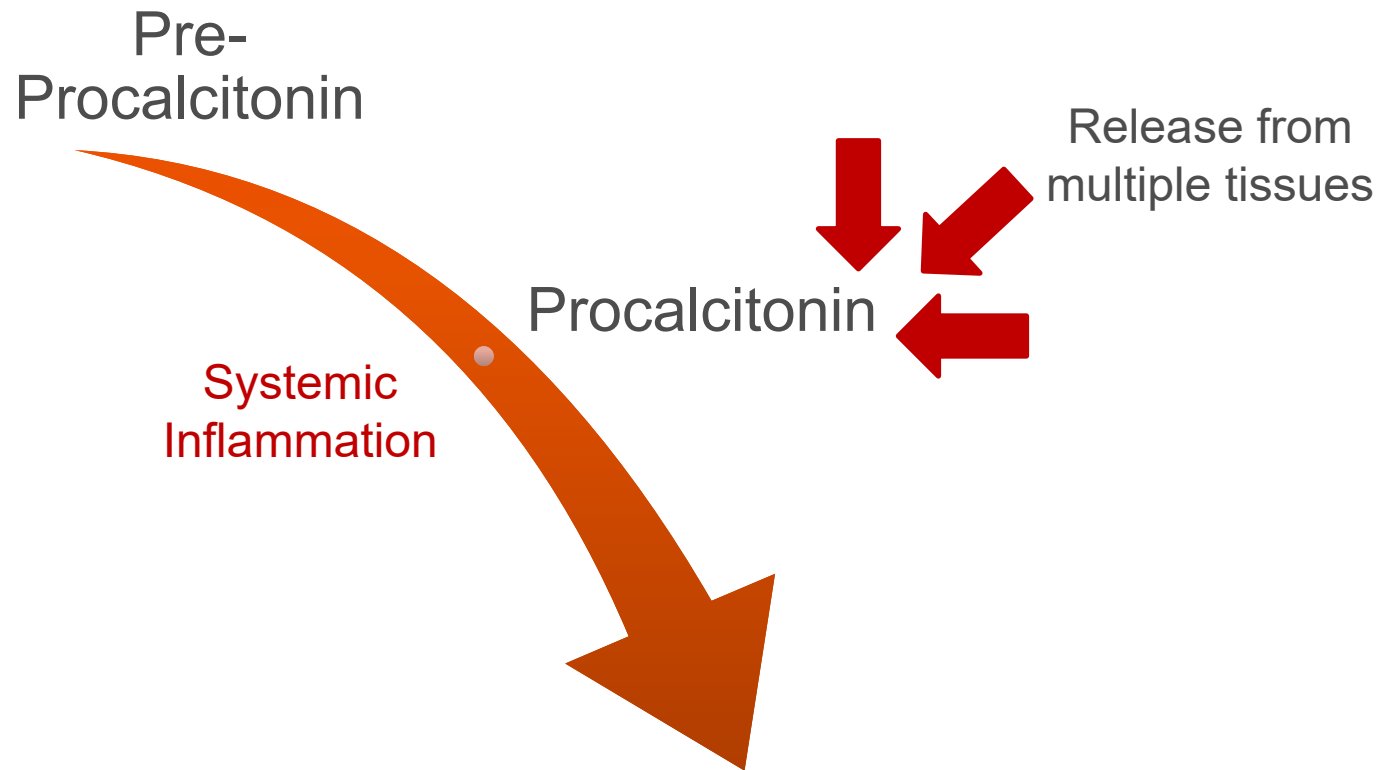 Pre-
Procalcitonin
Release from
multiple tissues
Procalcitonin
Systemic
Inflammation